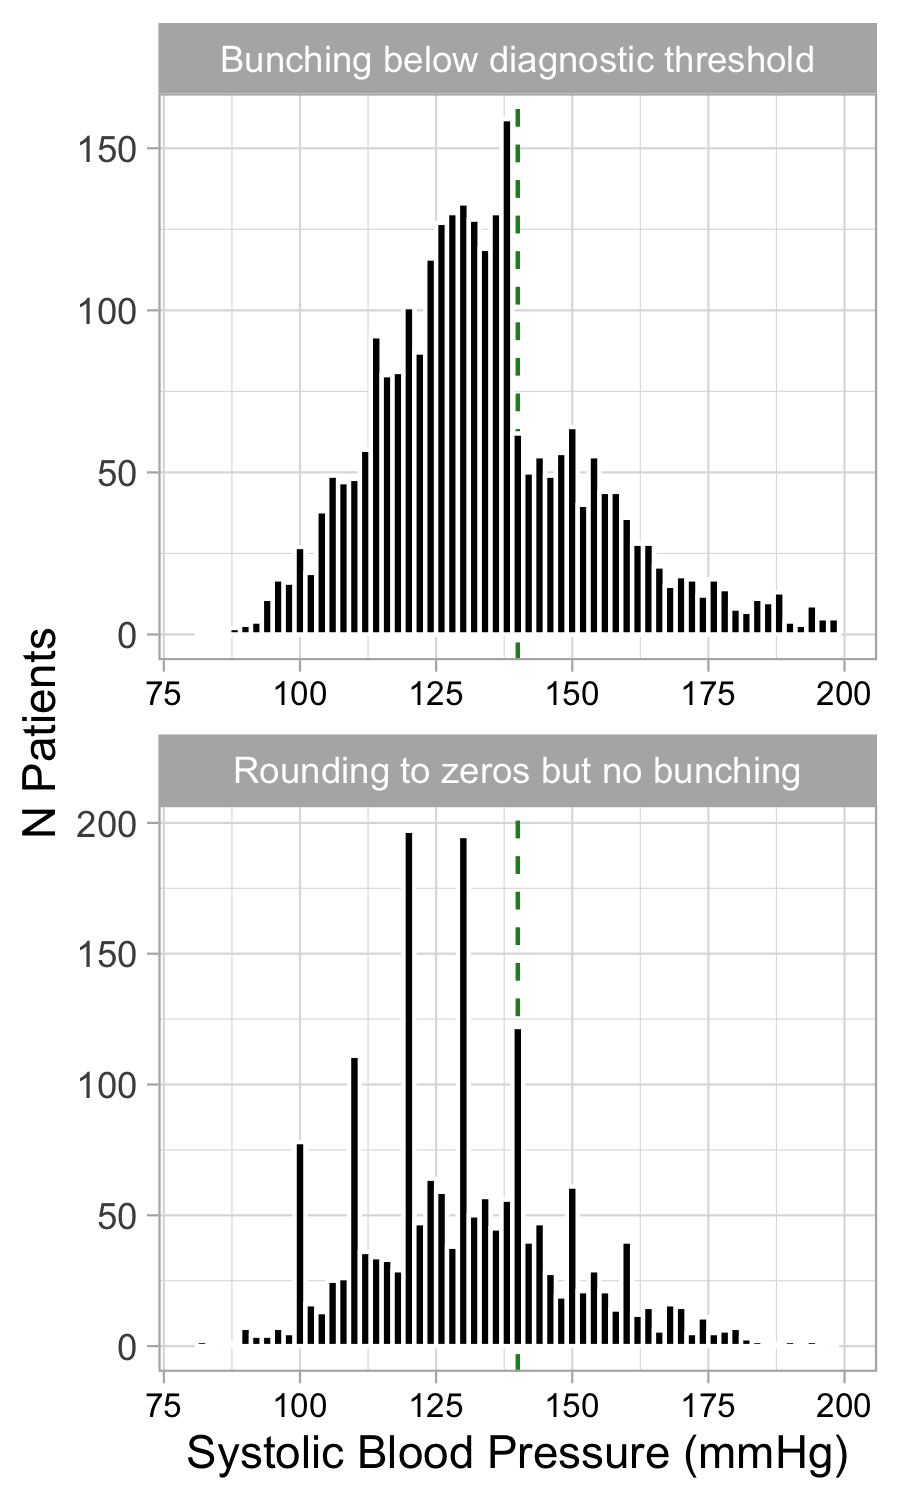 Bunching below diagnostic threshold
150
100
50
0
75 100 125 150 175 200
N Patients
Rounding to zeros but no bunching
200
150
100
50
0
75 100 125 150 175 200
Systolic Blood Pressure (mmHg)